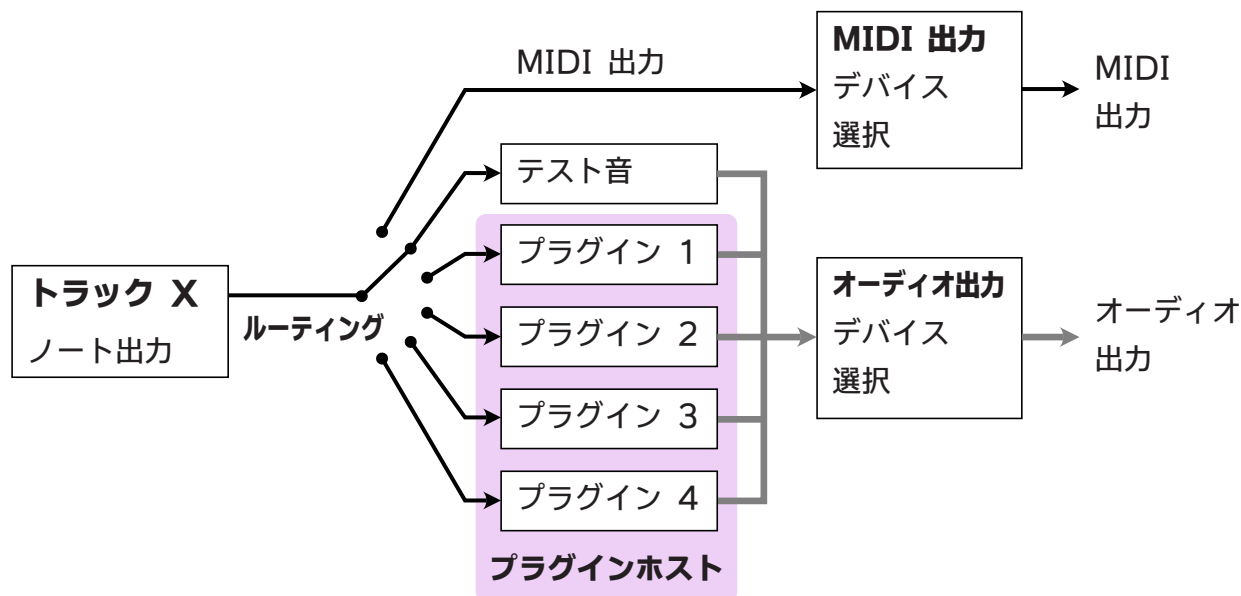 MIDI 出力
MIDI 出力
デバイス
選択
MIDI
出力
テスト音
プラグイン 1
プラグイン 2
プラグイン 3
プラグイン 4
プラグインホスト
トラック X
ノート出力
ルーティング
オーディオ出力
デバイス
選択
オーディオ
出力